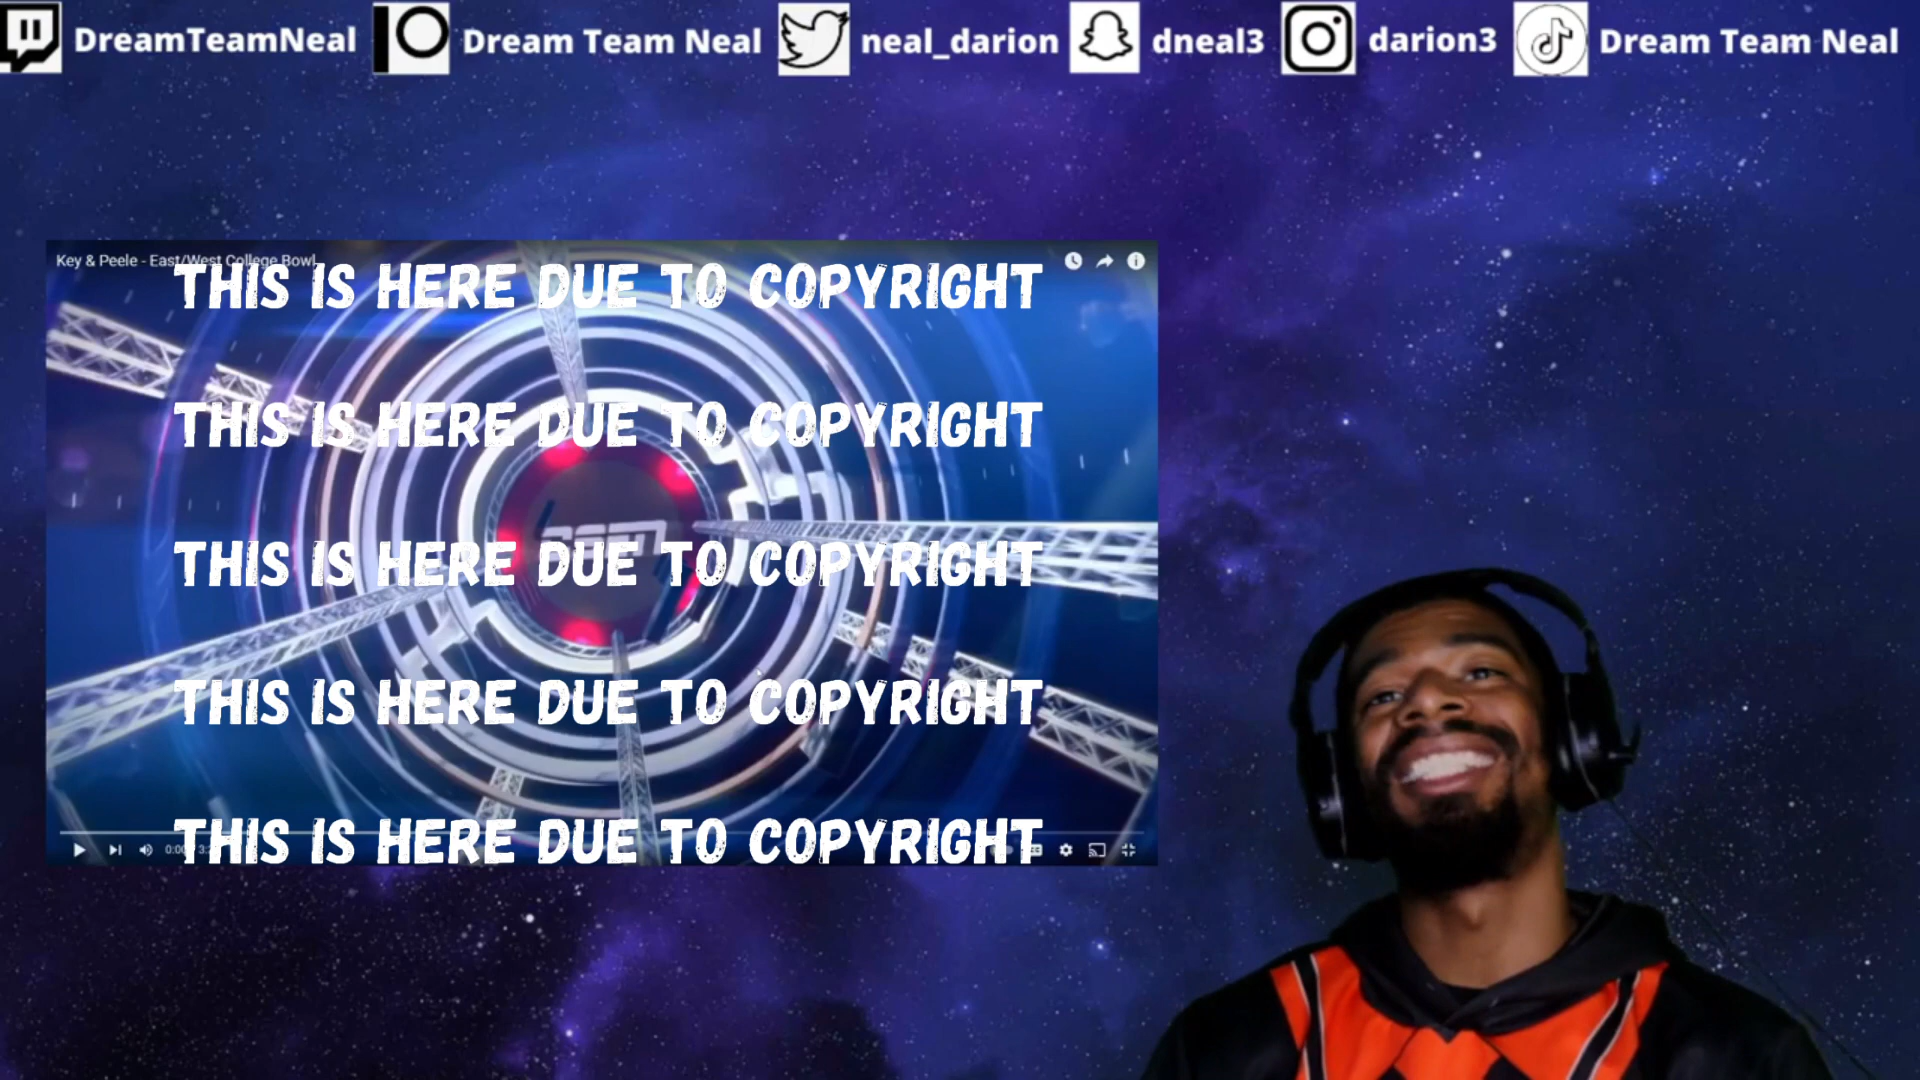 DreamTeamNeal Dream Team Neal neal_darion dneal3 darion3 Dream Team Neal
Key & Peele - East/West College Bowl
THIS IS HERE DUE TO COPYRIGHT
THIS IS HERE DUE TO COPYRIGHT
THIS IS HERE DUE TO COPYRIGHT
THIS IS HERE DUE TO COPYRIGHT
THIS IS HERE DUE TO COPYRIGHT